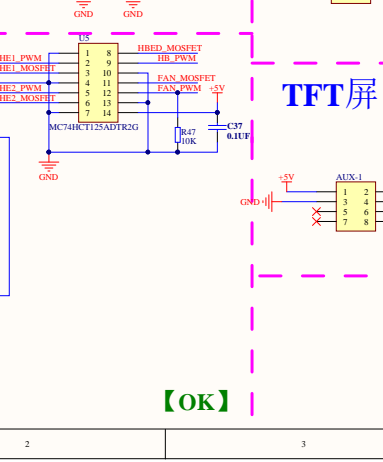 GND GND
U5
HE1_PWM 1 8 HBED_MOSFET
HE1_MOSFET 2 9 HB_PWM
3 10
4 11 FAN_MOSFET
HE2_PWM 5 12 FAN_PWM +5V
HE2_MOSFET 6 13
7 14
MC74HCT125ADTR2G
R47
10K
C37
0.1UF
GND
TFT屏
+5V
AUX-1
GND
1 2
3 4
5 6
7 8
【OK】
2 3